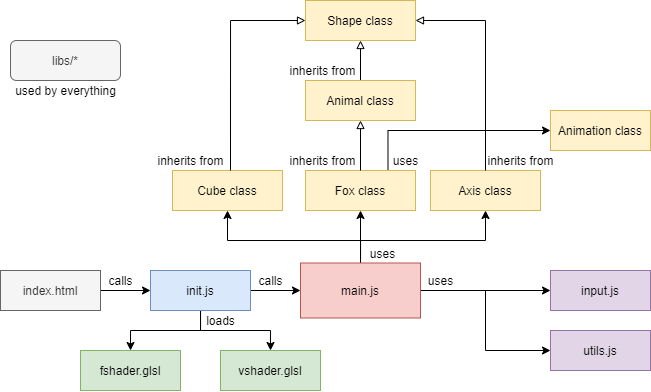 Shape class
libs/*
used by everything
inherits from
Animal class
Animation class
inherits from
inherits from
uses
inherits from
Cube class
Fox class
Axis class
uses
index.html
calls
init.js
calls
main.js
uses
input.js
loads
utils.js
fshader.glsl
vshader.glsl